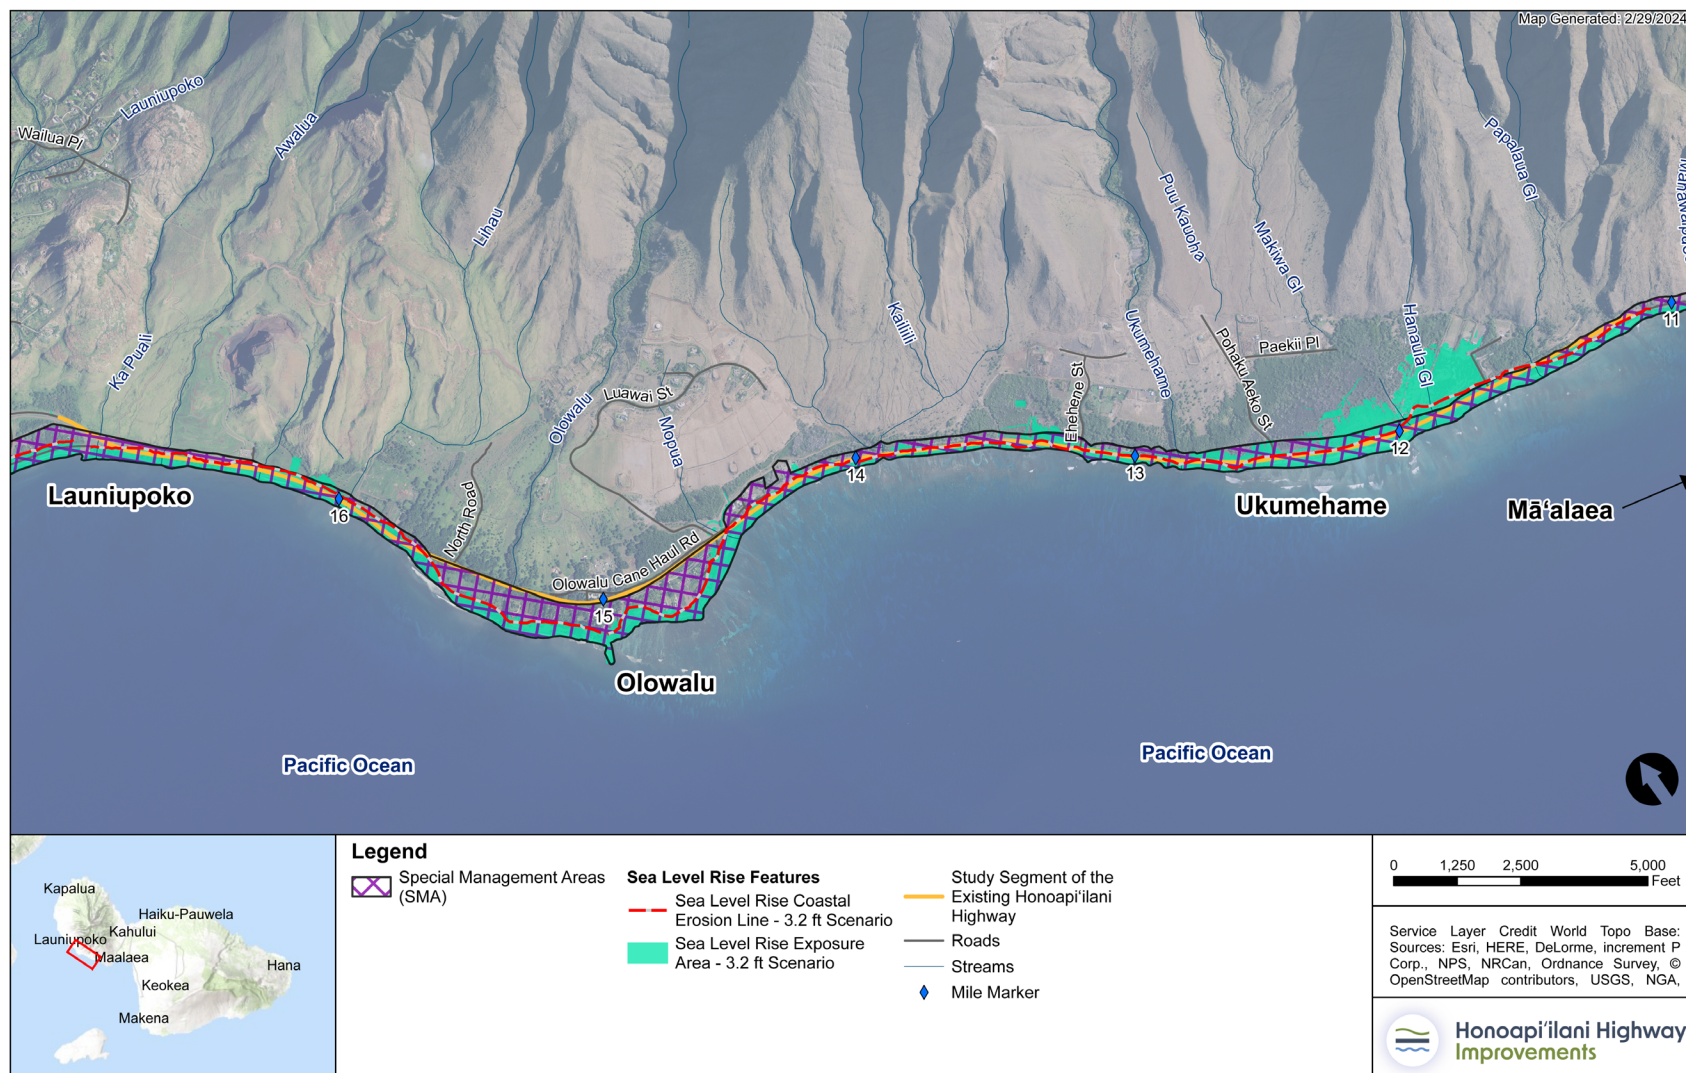 Map Generated: 2/29/2024
Launiupoko
Wailua Pl
Awalua
Lihau
Ka Puali
Olowalu
Luawai St
Mopua
North Road
Olowalu Cane Haul Rd
Kailiili
Ehehene St
Ukumehame
Puu Kauoha
Makiwa Gl
Pohaku Aeko St
Paekii Pl
Hanaula Gl
Papalaua Gl
11
12
13
14
15
16
Launiupoko
Olowalu
Ukumehame
Māʻalaea
Pacific Ocean
Pacific Ocean
Kapalua
Haiku-Pauwela
Kahului
Launiupoko
Maalaea
Hana
Keokea
Makena
Legend
Special Management Areas
(SMA)
Sea Level Rise Features
Sea Level Rise Coastal
Erosion Line - 3.2 ft Scenario
Sea Level Rise Exposure
Area - 3.2 ft Scenario
Study Segment of the
Existing Honoapiʻilani
Highway
Roads
Streams
Mile Marker
0 1,250 2,500 5,000
Feet
Service Layer Credit World Topo Base:
Sources: Esri, HERE, DeLorme, increment P
Corp., NPS, NRCan, Ordnance Survey, ©
OpenStreetMap contributors, USGS, NGA,
Honoapiʻilani Highway
Improvements